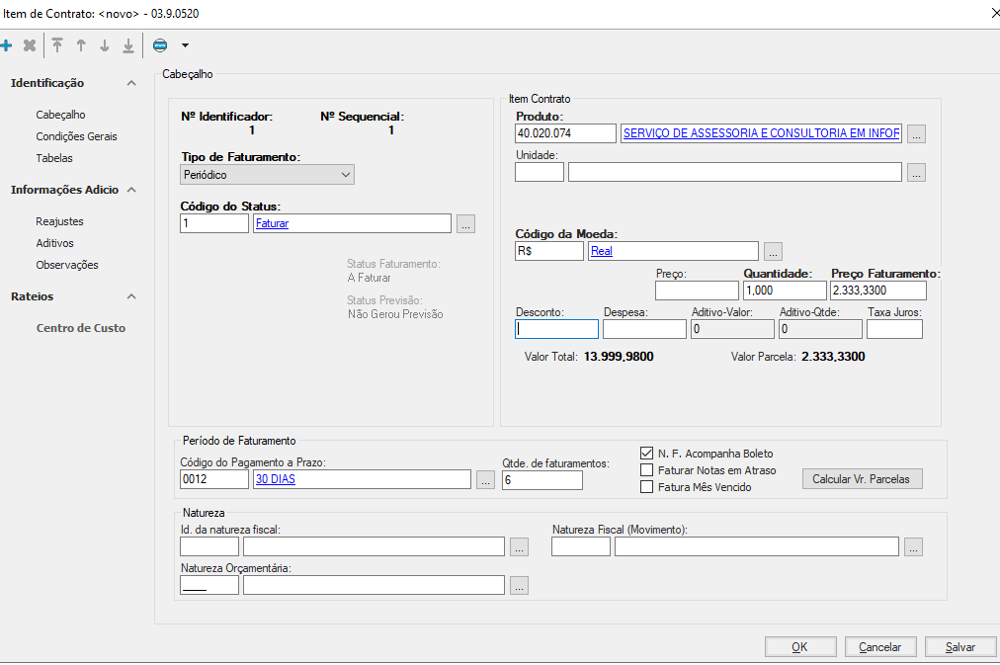 Item de Contrato: <novo> - 03.9.0520
Identificação
Cabeçalho
Condições Gerais
Tabelas
Informações Adicio
Reajustes
Aditivos
Observações
Rateios
Centro de Custo
Cabeçalho
Nº Identificador: Nº Sequencial:
1 1
Tipo de Faturamento:
Periódico
Código do Status:
1 Faturar ...
Status Faturamento:
A Faturar
Status Previsão:
Não Gerou Previsão
Item Contrato
Produto:
40.020.074 SERVIÇO DE ASSESSORIA E CONSULTORIA EM INFOR ...
Unidade:
...
Código da Moeda:
R$ Real ...
Preço: Quantidade: Preço Faturamento:
1,000 2.333,3300
Desconto: Despesa: Aditivo-Valor: Aditivo-Qtde: Taxa Juros:
0 0
Valor Total: 13.999,9800 Valor Parcela: 2.333,3300
Período de Faturamento
Código do Pagamento a Prazo: Qtde. de faturamentos:
0012 30 DIAS ... 6
N. F. Acompanha Boleto
Faturar Notas em Atraso
Fatura Mês Vencido
Calcular Vr. Parcelas
Natureza
Id. da natureza fiscal: Natureza Fiscal (Movimento):
... ...
Natureza Orçamentária:
____ ...
OK Cancelar Salvar